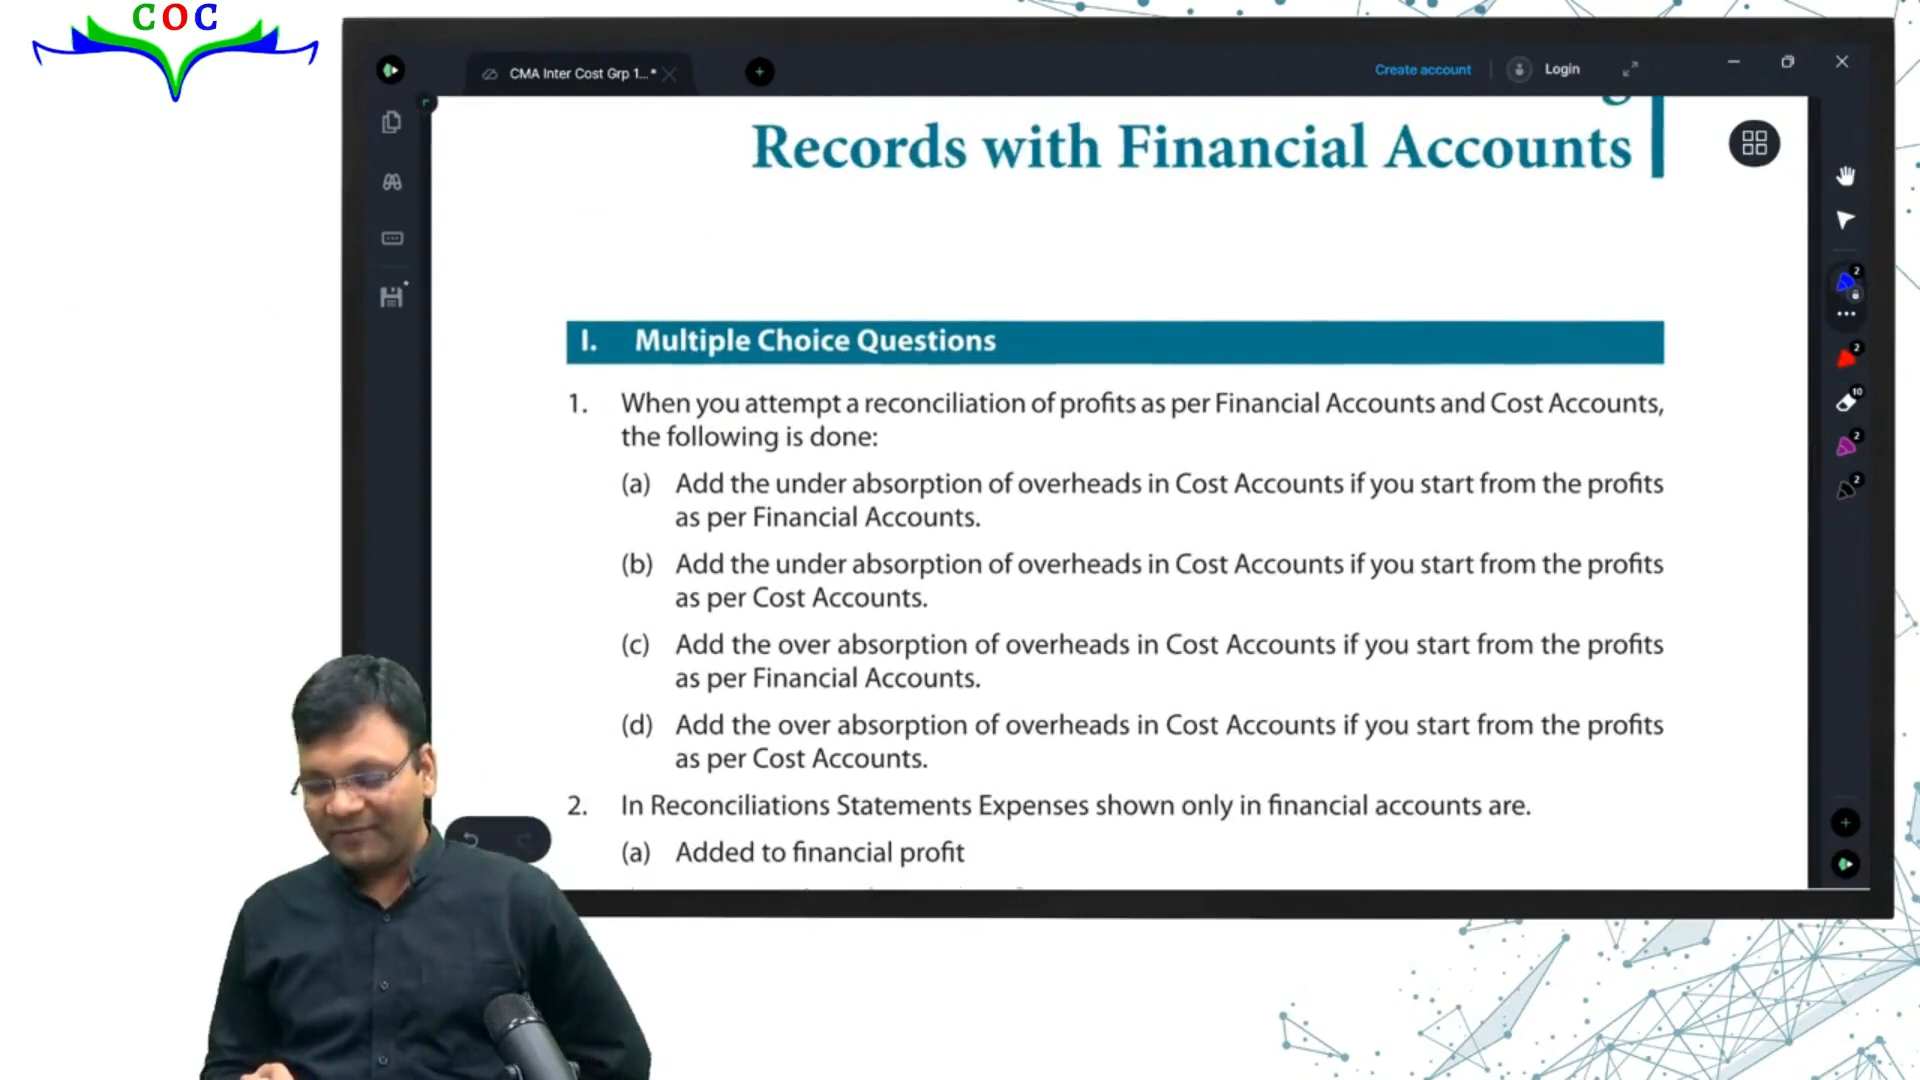 COC
CMA Inter Cost Grp 1...*
Create account
Login
Records with Financial Accounts
I. Multiple Choice Questions
1. When you attempt a reconciliation of profits as per Financial Accounts and Cost Accounts,
the following is done:
(a) Add the under absorption of overheads in Cost Accounts if you start from the profits
as per Financial Accounts.
(b) Add the under absorption of overheads in Cost Accounts if you start from the profits
as per Cost Accounts.
(c) Add the over absorption of overheads in Cost Accounts if you start from the profits
as per Financial Accounts.
(d) Add the over absorption of overheads in Cost Accounts if you start from the profits
as per Cost Accounts.
2. In Reconciliations Statements Expenses shown only in financial accounts are.
(a) Added to financial profit
2
2
10
2
2